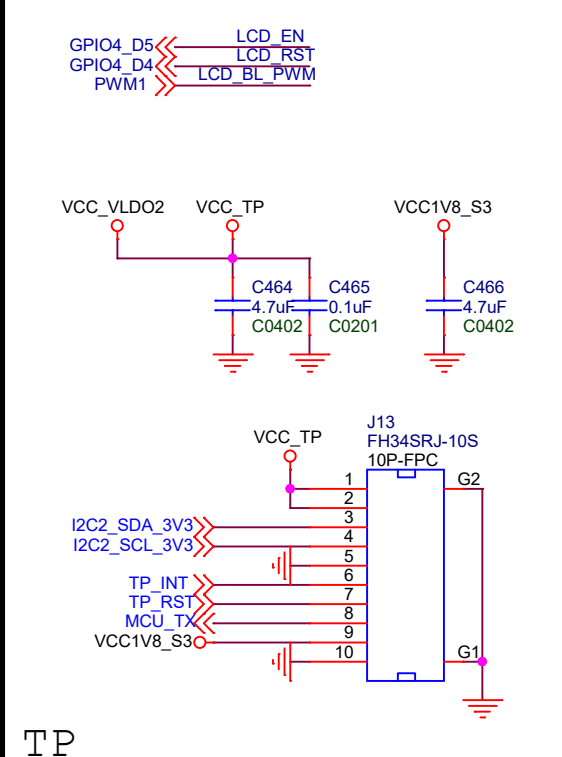 GPIO4_D5 LCD_EN
GPIO4_D4 LCD_RST
PWM1 LCD_BL_PWM
VCC_VLDO2 VCC_TP VCC1V8_S3
C464 C465 C466
4.7uF 0.1uF 4.7uF
C0402 C0201 C0402
J13
FH34SRJ-10S
10P-FPC
VCC_TP
1 G2
2
I2C2_SDA_3V3 3
I2C2_SCL_3V3 4
5
TP_INT 6
TP_RST 7
MCU_TX 8
VCC1V8_S3 9
10 G1
TP